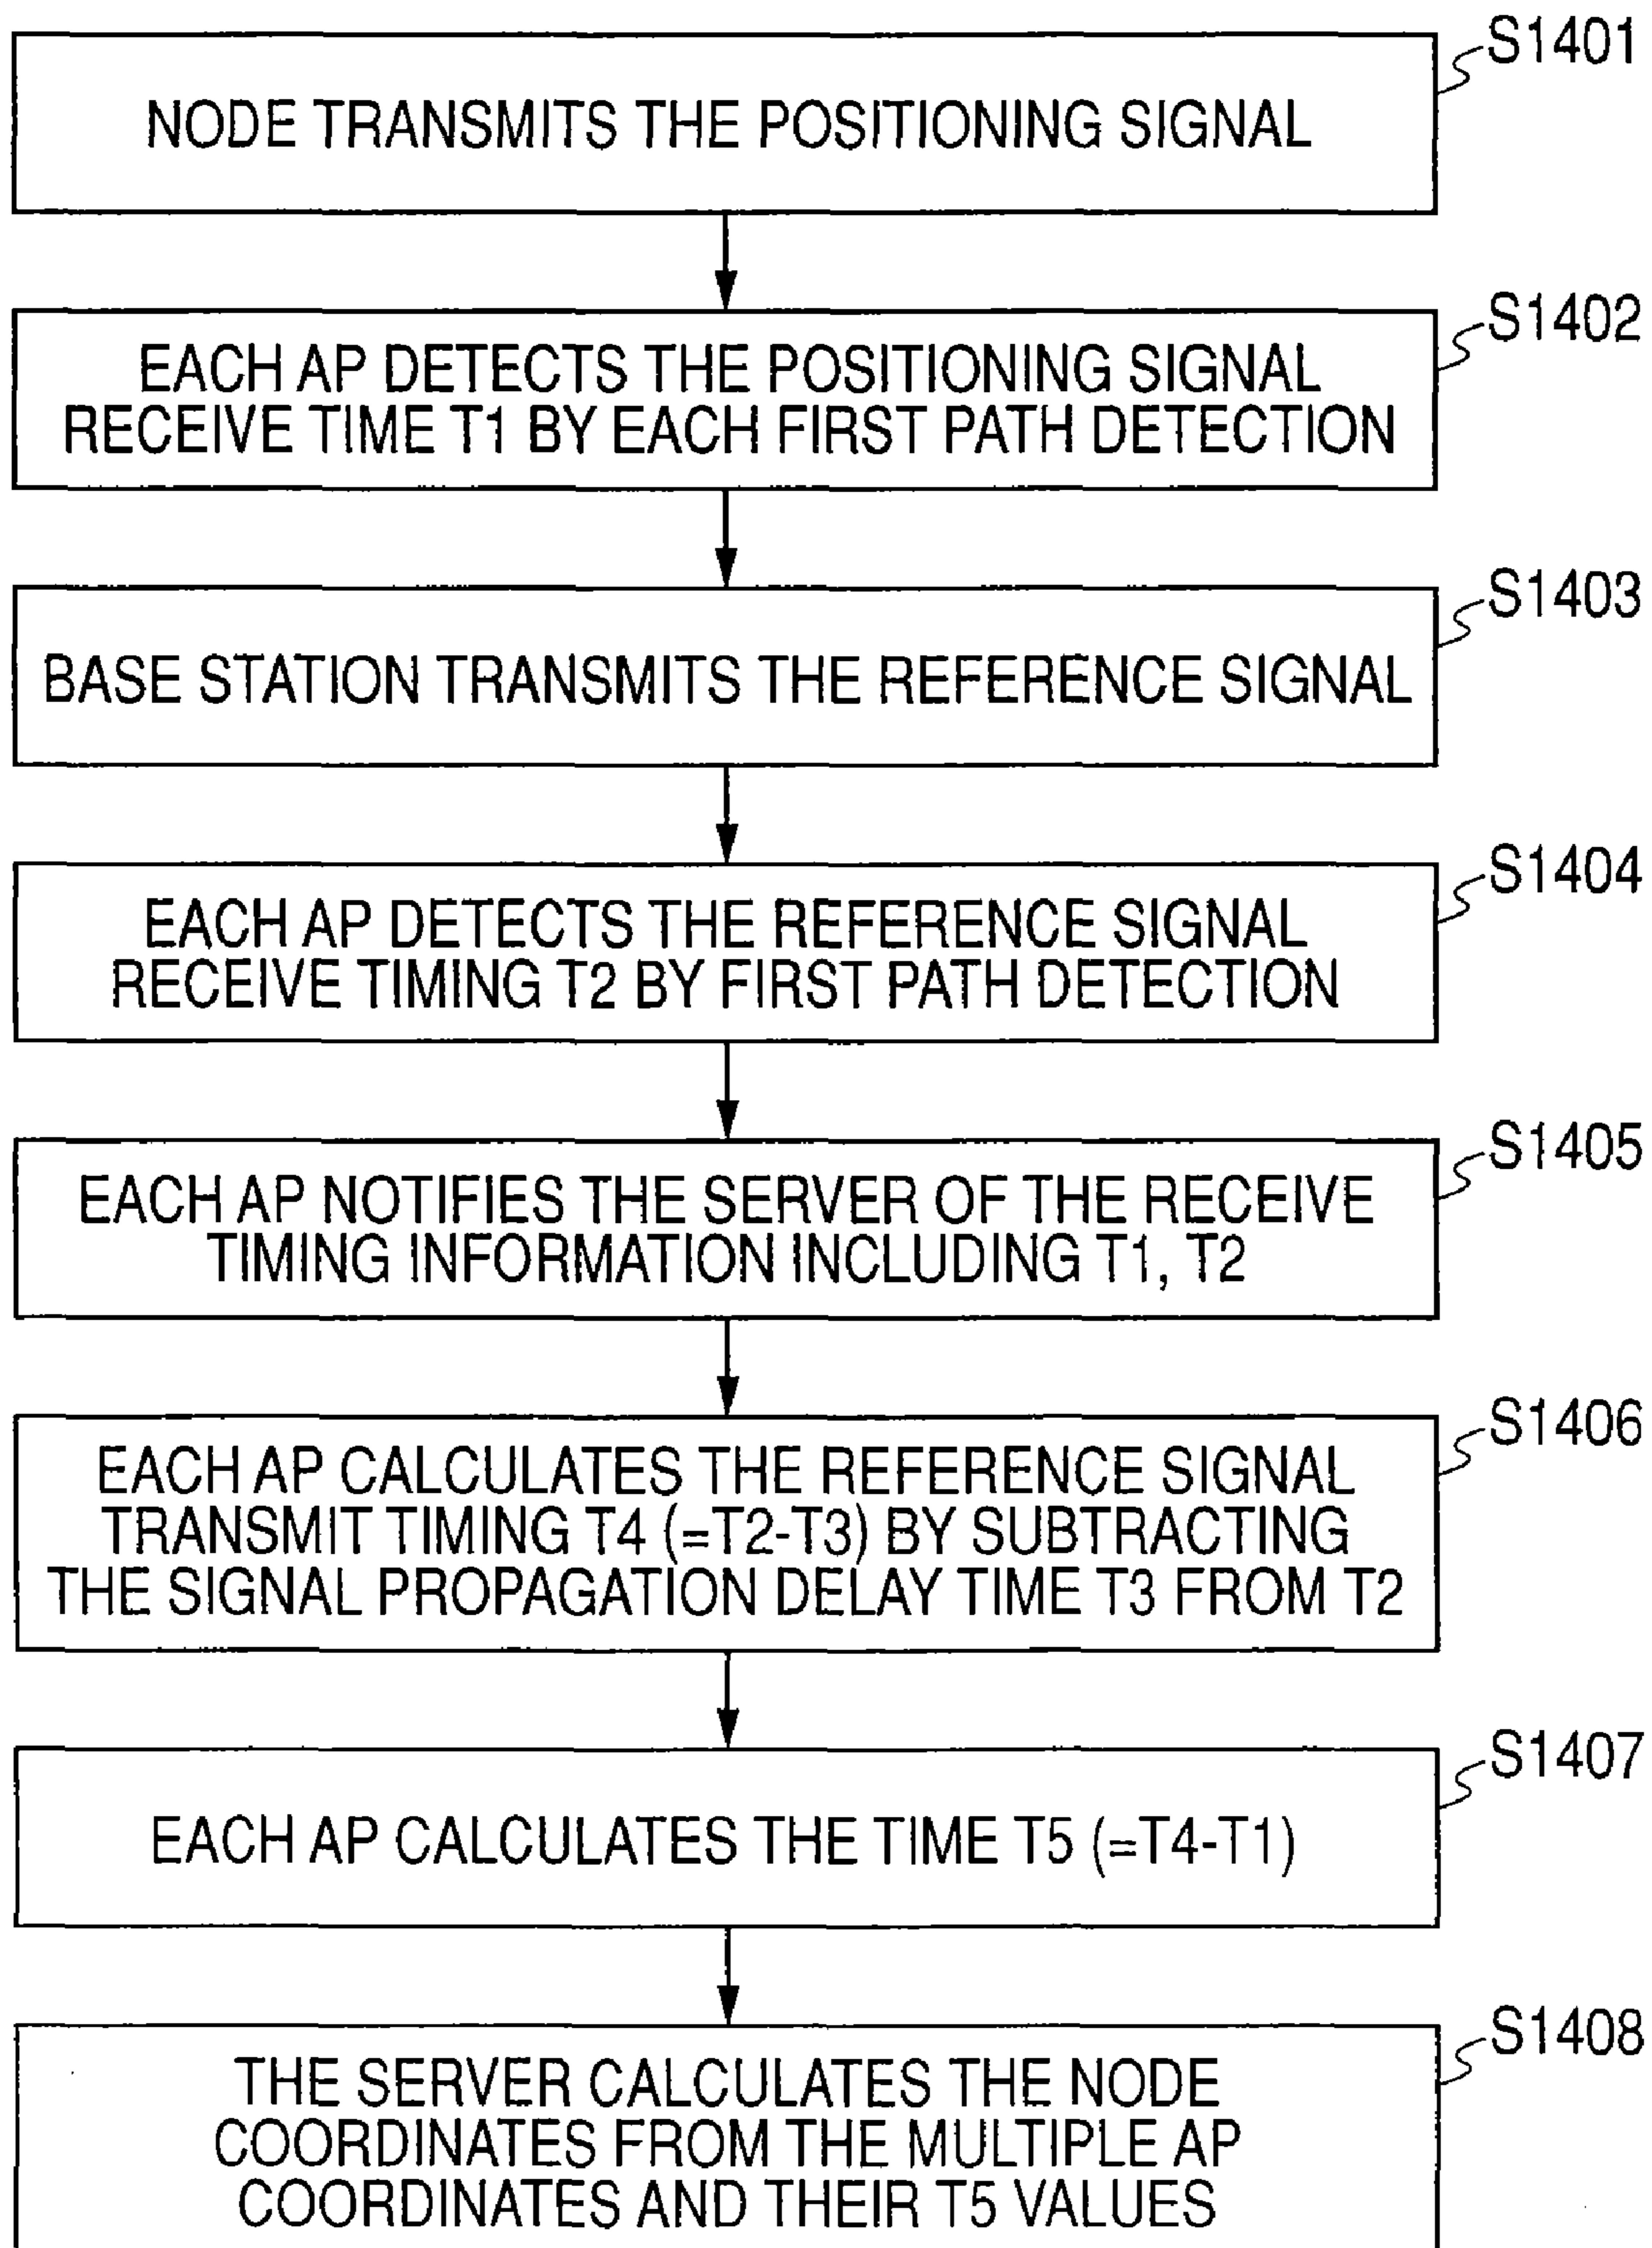 S1401
NODE TRANSMITS THE POSITIONING SIGNAL
S1402
EACH AP DETECTS THE POSITIONING SIGNAL
RECEIVE TIME T1 BY EACH FIRST PATH DETECTION
S1403
BASE STATION TRANSMITS THE REFERENCE SIGNAL
S1404
EACH AP DETECTS THE REFERENCE SIGNAL
RECEIVE TIMING T2 BY FIRST PATH DETECTION
S1405
EACH AP NOTIFIES THE SERVER OF THE RECEIVE
TIMING INFORMATION INCLUDING T1, T2
S1406
EACH AP CALCULATES THE REFERENCE SIGNAL
TRANSMIT TIMING T4 (=T2-T3) BY SUBTRACTING
THE SIGNAL PROPAGATION DELAY TIME T3 FROM T2
S1407
EACH AP CALCULATES THE TIME T5 (=T4-T1)
S1408
THE SERVER CALCULATES THE NODE
COORDINATES FROM THE MULTIPLE AP
COORDINATES AND THEIR T5 VALUES